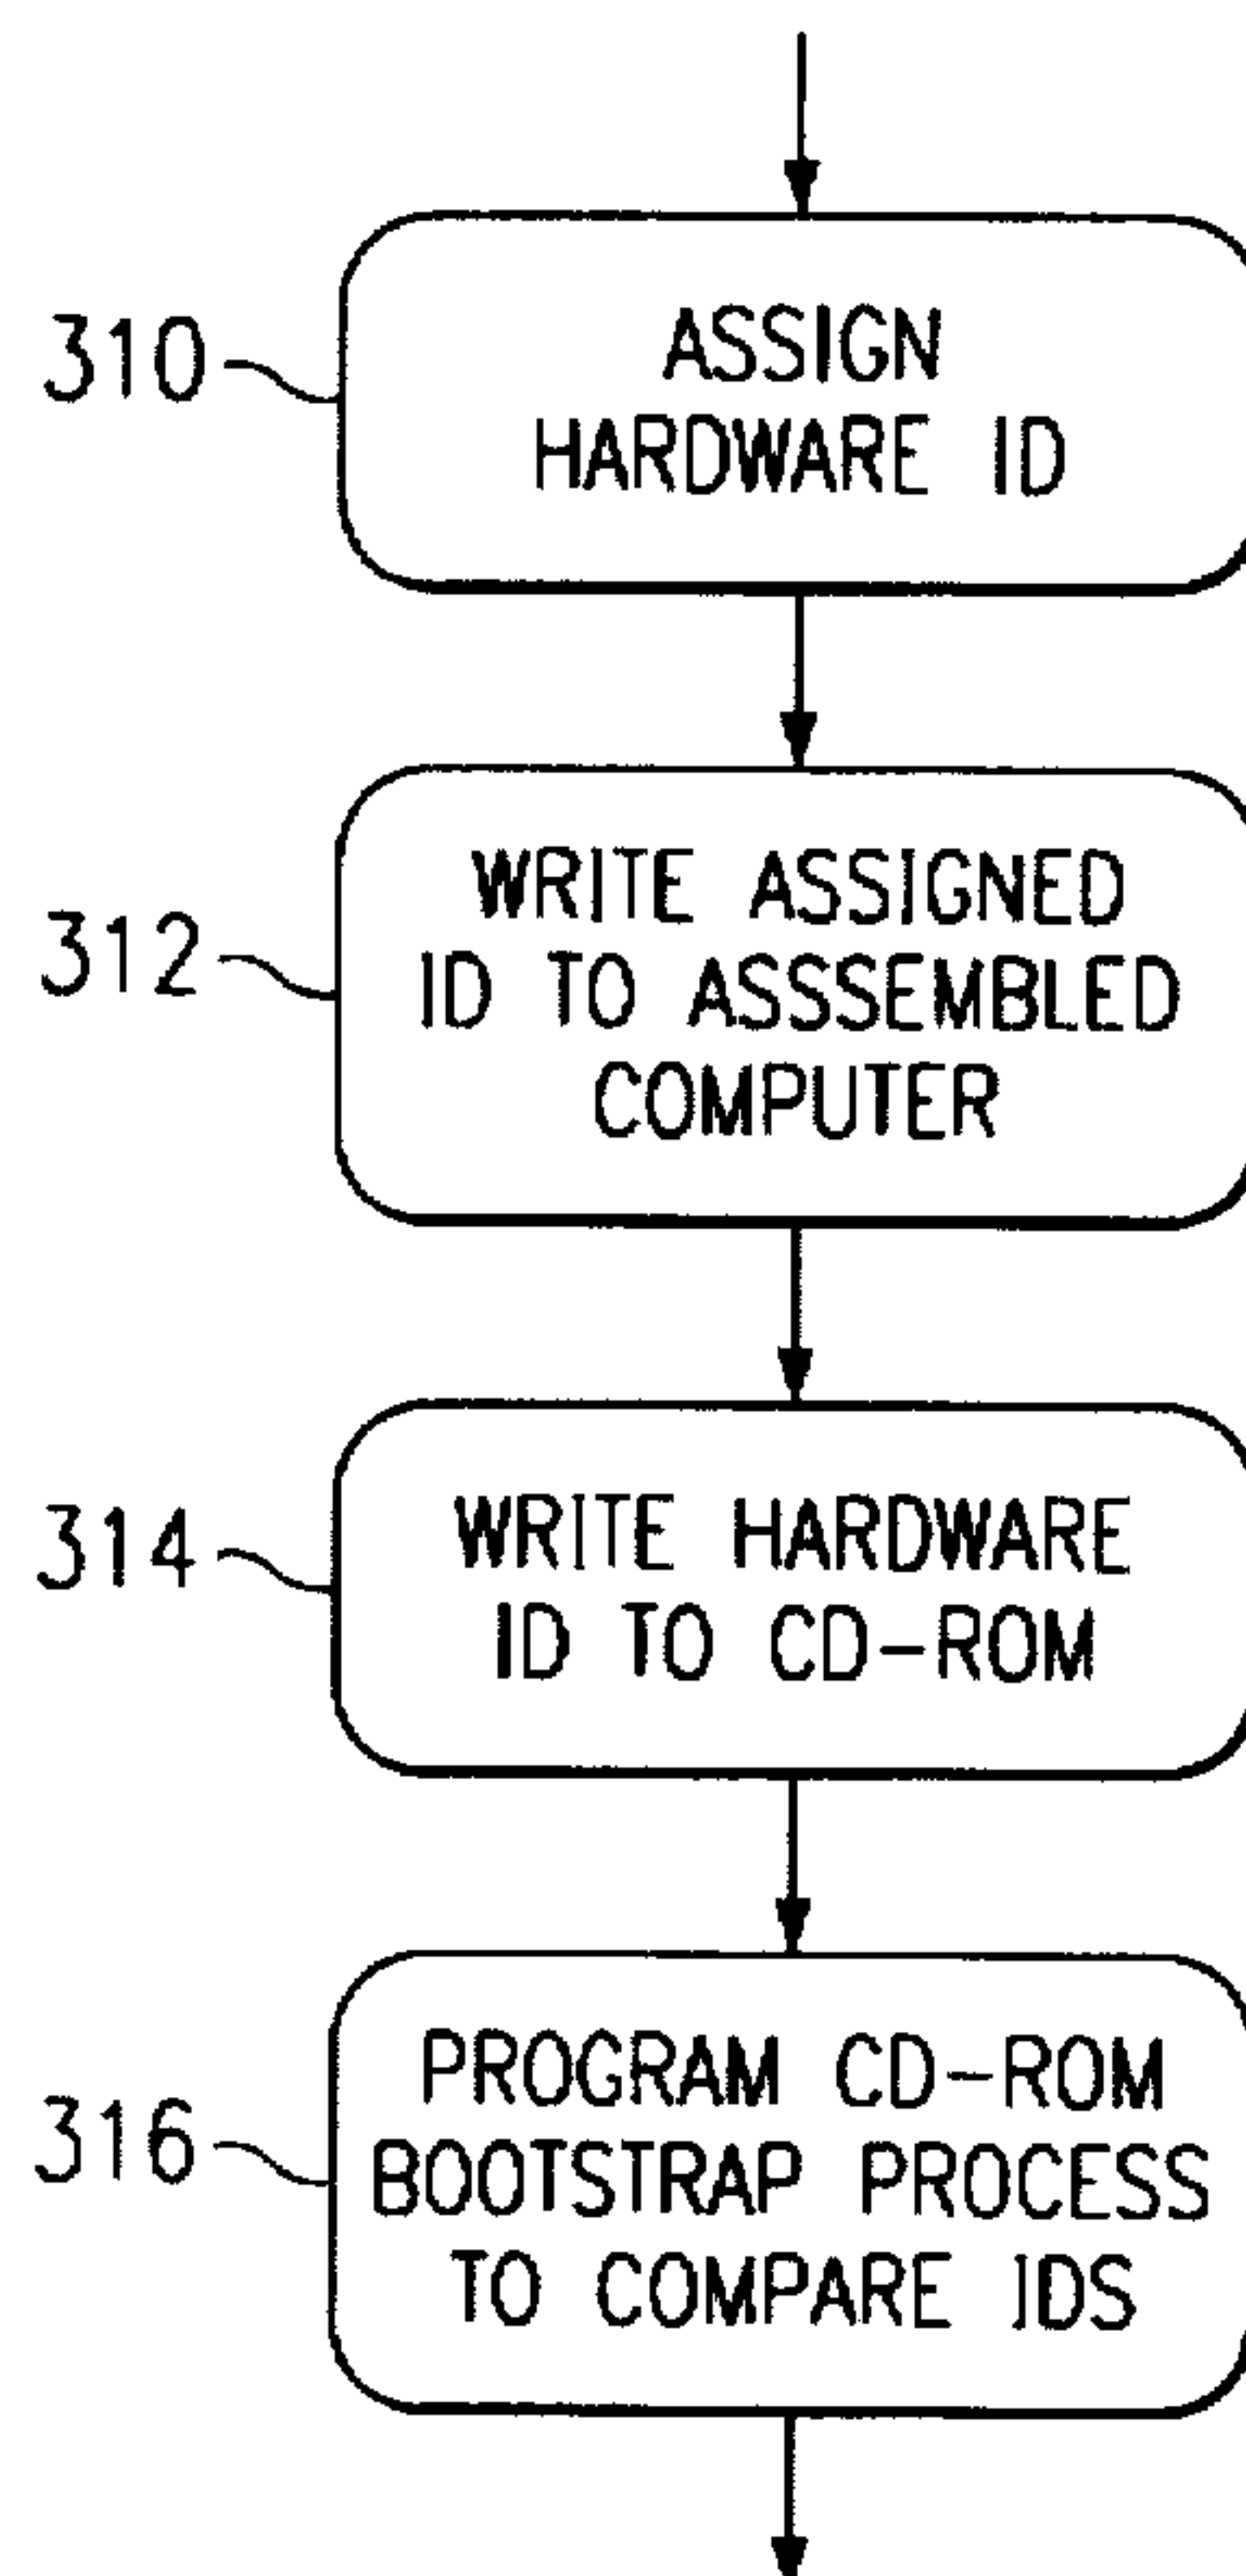 310
ASSIGN
HARDWARE ID
312
WRITE ASSIGNED
ID TO ASSSEMBLED
COMPUTER
314
WRITE HARDWARE
ID TO CD-ROM
316
PROGRAM CD-ROM
BOOTSTRAP PROCESS
TO COMPARE IDS